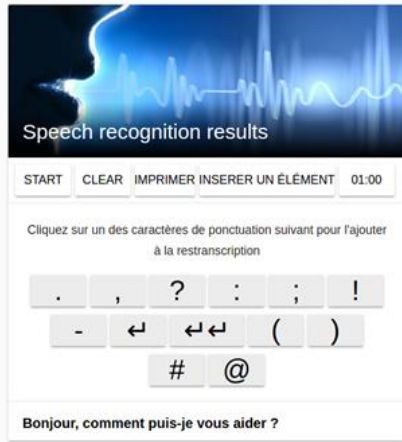 Speech recognition results
START CLEAR IMPRIMER INSERER UN ÉLÉMENT 01:00
Cliquez sur un des caractères de ponctuation suivant pour l'ajouter
à la restranscription
. , ? : ; !
- ↵ ↵↵ ( )
# @
Bonjour, comment puis-je vous aider ?